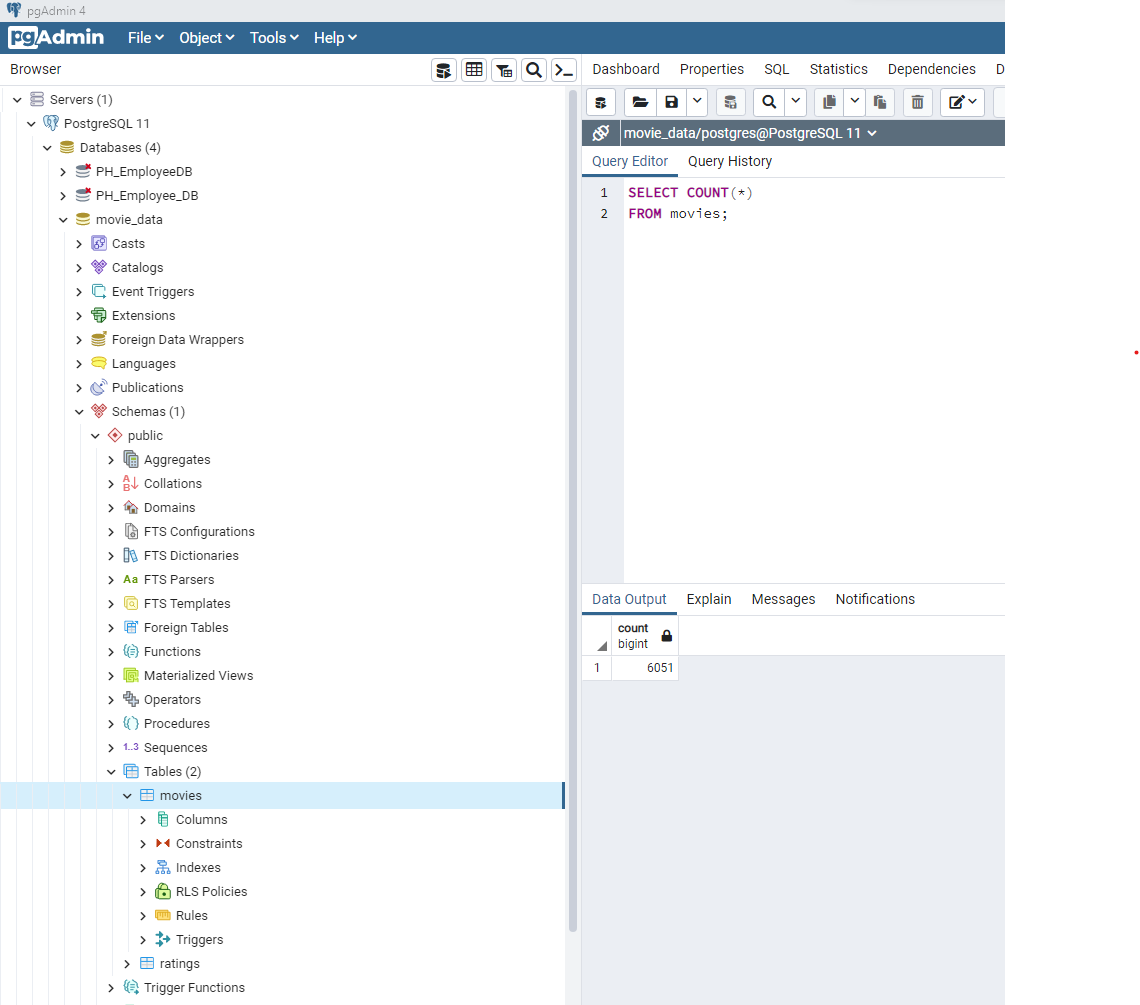 pgAdmin 4
pgAdmin File Object Tools Help
Browser
Dashboard Properties SQL Statistics Dependencies D
Servers (1)
PostgreSQL 11
Databases (4)
PH_EmployeeDB
PH_Employee_DB
movie_data
Casts
Catalogs
Event Triggers
Extensions
Foreign Data Wrappers
Languages
Publications
Schemas (1)
public
Aggregates
Collations
Domains
FTS Configurations
FTS Dictionaries
Aa FTS Parsers
FTS Templates
Foreign Tables
Functions
Materialized Views
Operators
Procedures
1..3 Sequences
Tables (2)
movies
Columns
Constraints
Indexes
RLS Policies
Rules
Triggers
ratings
Trigger Functions
movie_data/postgres@PostgreSQL 11
Query Editor Query History
1 SELECT COUNT(*)
2 FROM movies;
Data Output Explain Messages Notifications
count
bigint
1 6051